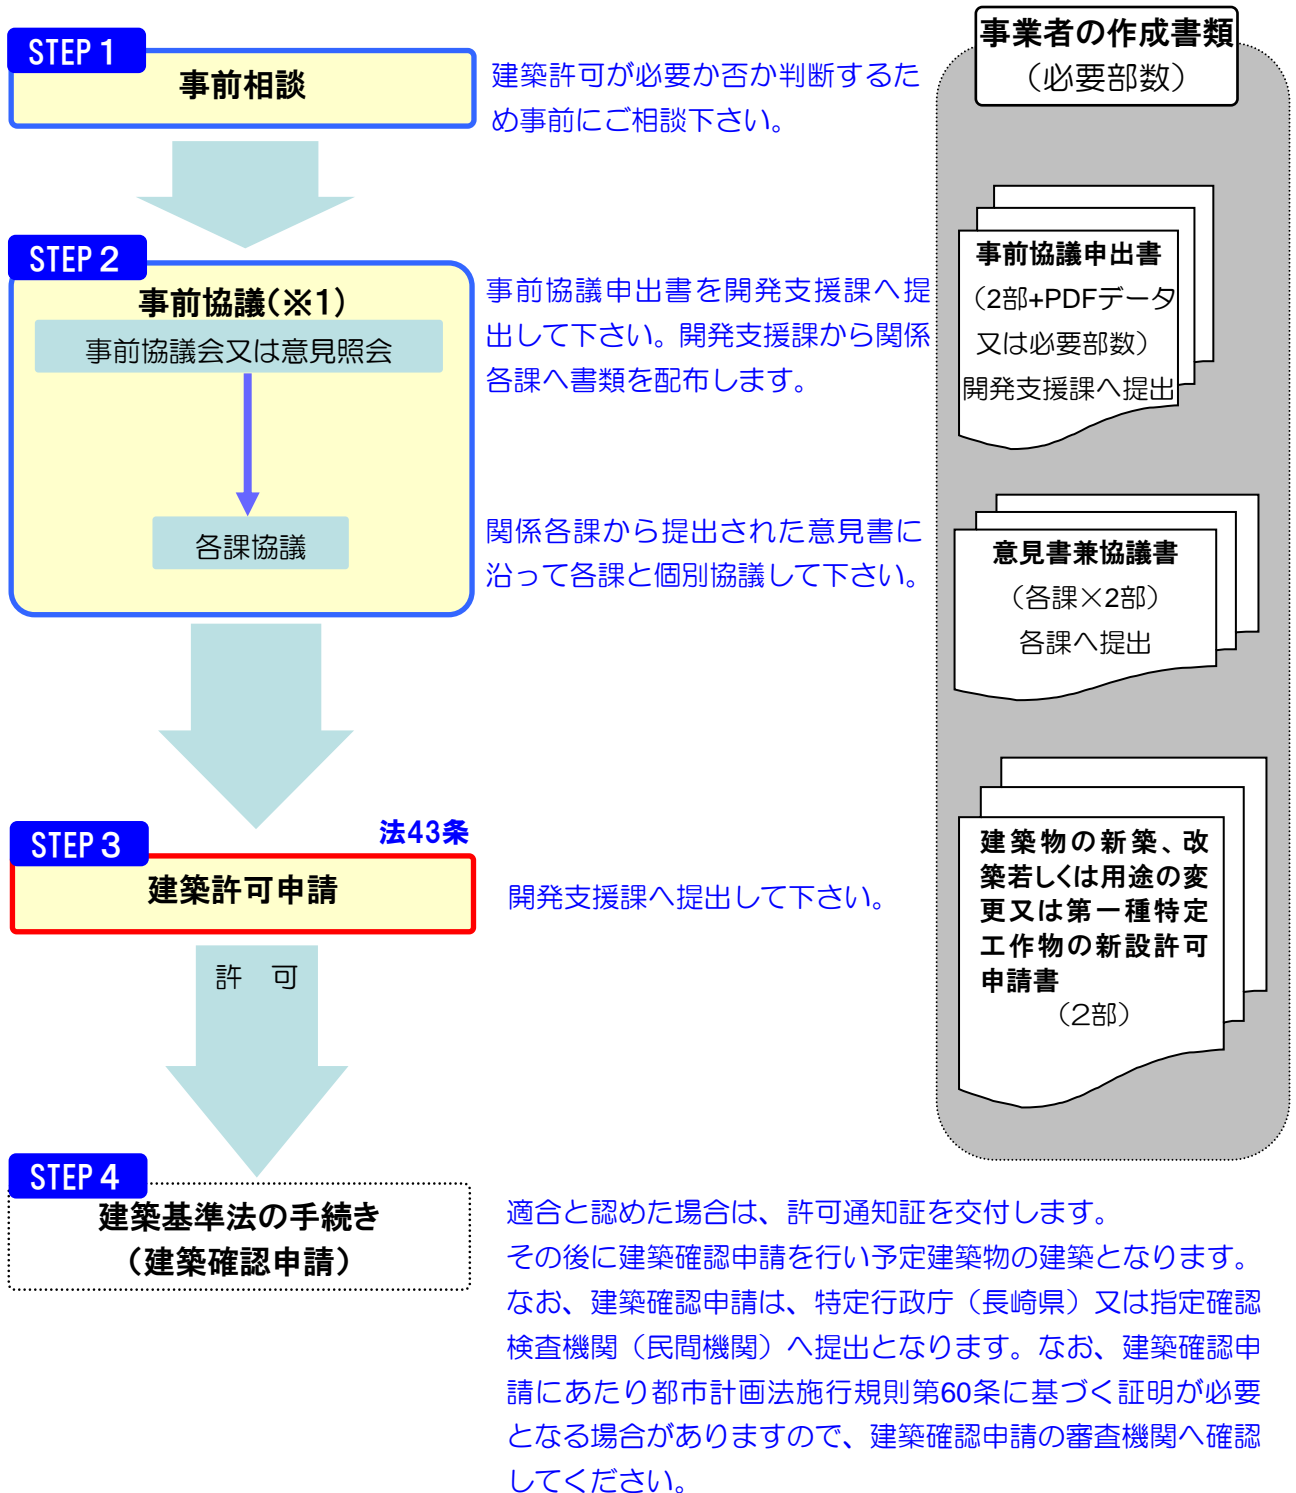 STEP 1
事前相談
建築許可が必要か否か判断するた
め事前にご相談下さい。
事業者の作成書類
（必要部数）
STEP 2
事前協議(※1)
事前協議会又は意見照会
各課協議
事前協議申出書を開発支援課へ提
出して下さい。開発支援課から関係
各課へ書類を配布します。
関係各課から提出された意見書に
沿って各課と個別協議して下さい。
事前協議申出書
（2部+PDFデータ
又は必要部数）
開発支援課へ提出
意見書兼協議書
（各課×2部）
各課へ提出
STEP 3
法43条
建築許可申請
開発支援課へ提出して下さい。
建築物の新築、改
築若しくは用途の変
更又は第一種特定
工作物の新設許可
申請書
（2部）
許 可
STEP 4
建築基準法の手続き
（建築確認申請）
適合と認めた場合は、許可通知証を交付します。
その後に建築確認申請を行い予定建築物の建築となります。
なお、建築確認申請は、特定行政庁（長崎県）又は指定確認
検査機関（民間機関）へ提出となります。なお、建築確認申
請にあたり都市計画法施行規則第60条に基づく証明が必要
となる場合がありますので、建築確認申請の審査機関へ確認
してください。